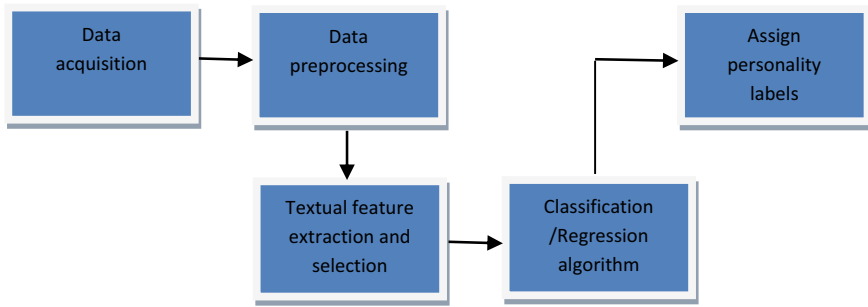 Data
acquisition
Data
preprocessing
Textual feature
extraction and
selection
Classification
/Regression
algorithm
Assign
personality
labels